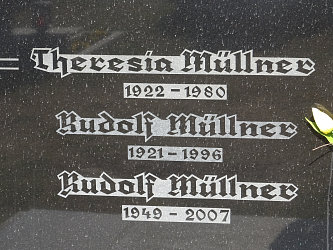 Theresia Müllner
1922 – 1980
Rudolf Müllner
1921 – 1996
Rudolf Müllner
1949 – 2007